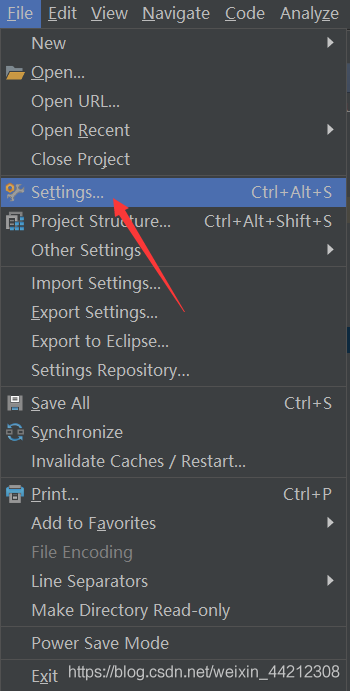 File Edit View Navigate Code Analyze
New
Open...
Open URL...
Open Recent
Close Project
Settings... Ctrl+Alt+S
Project Structure... Ctrl+Alt+Shift+S
Other Settings
Import Settings...
Export Settings...
Export to Eclipse...
Settings Repository...
Save All Ctrl+S
Synchronize
Invalidate Caches / Restart...
Print... Ctrl+P
Add to Favorites
File Encoding
Line Separators
Make Directory Read-only
Power Save Mode
Exit https://blog.csdn.net/weixin_44212308